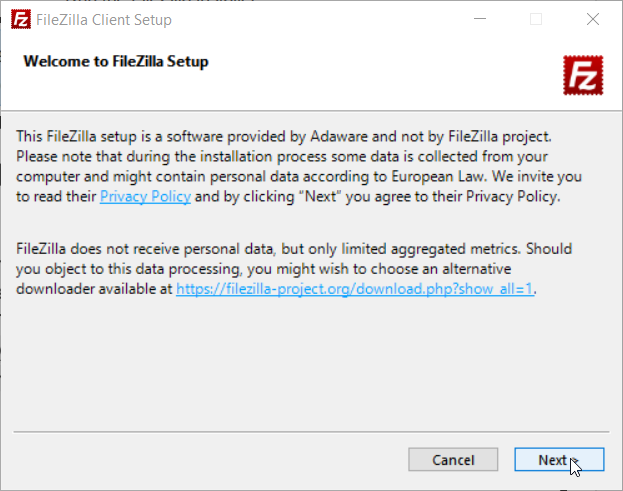 FileZilla Client Setup
Welcome to FileZilla Setup
Fz
This FileZilla setup is a software provided by Adaware and not by FileZilla project.
Please note that during the installation process some data is collected from your
computer and might contain personal data according to European Law. We invite you
to read their Privacy Policy and by clicking “Next” you agree to their Privacy Policy.
FileZilla does not receive personal data, but only limited aggregated metrics. Should
you object to this data processing, you might wish to choose an alternative
downloader available at https://filezilla-project.org/download.php?show_all=1.
Cancel
Next >